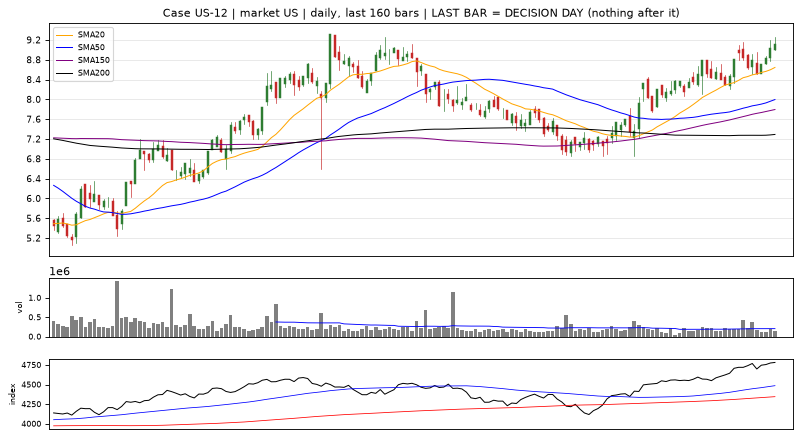 Case US-12 | market US | daily, last 160 bars | LAST BAR = DECISION DAY (nothing after it)
SMA20
SMA50
SMA150
SMA200
9.2
8.8
8.4
8.0
7.6
7.2
6.8
6.4
6.0
5.6
5.2
1e6
1.0
0.5
0.0
vol
4750
4500
4250
4000
index